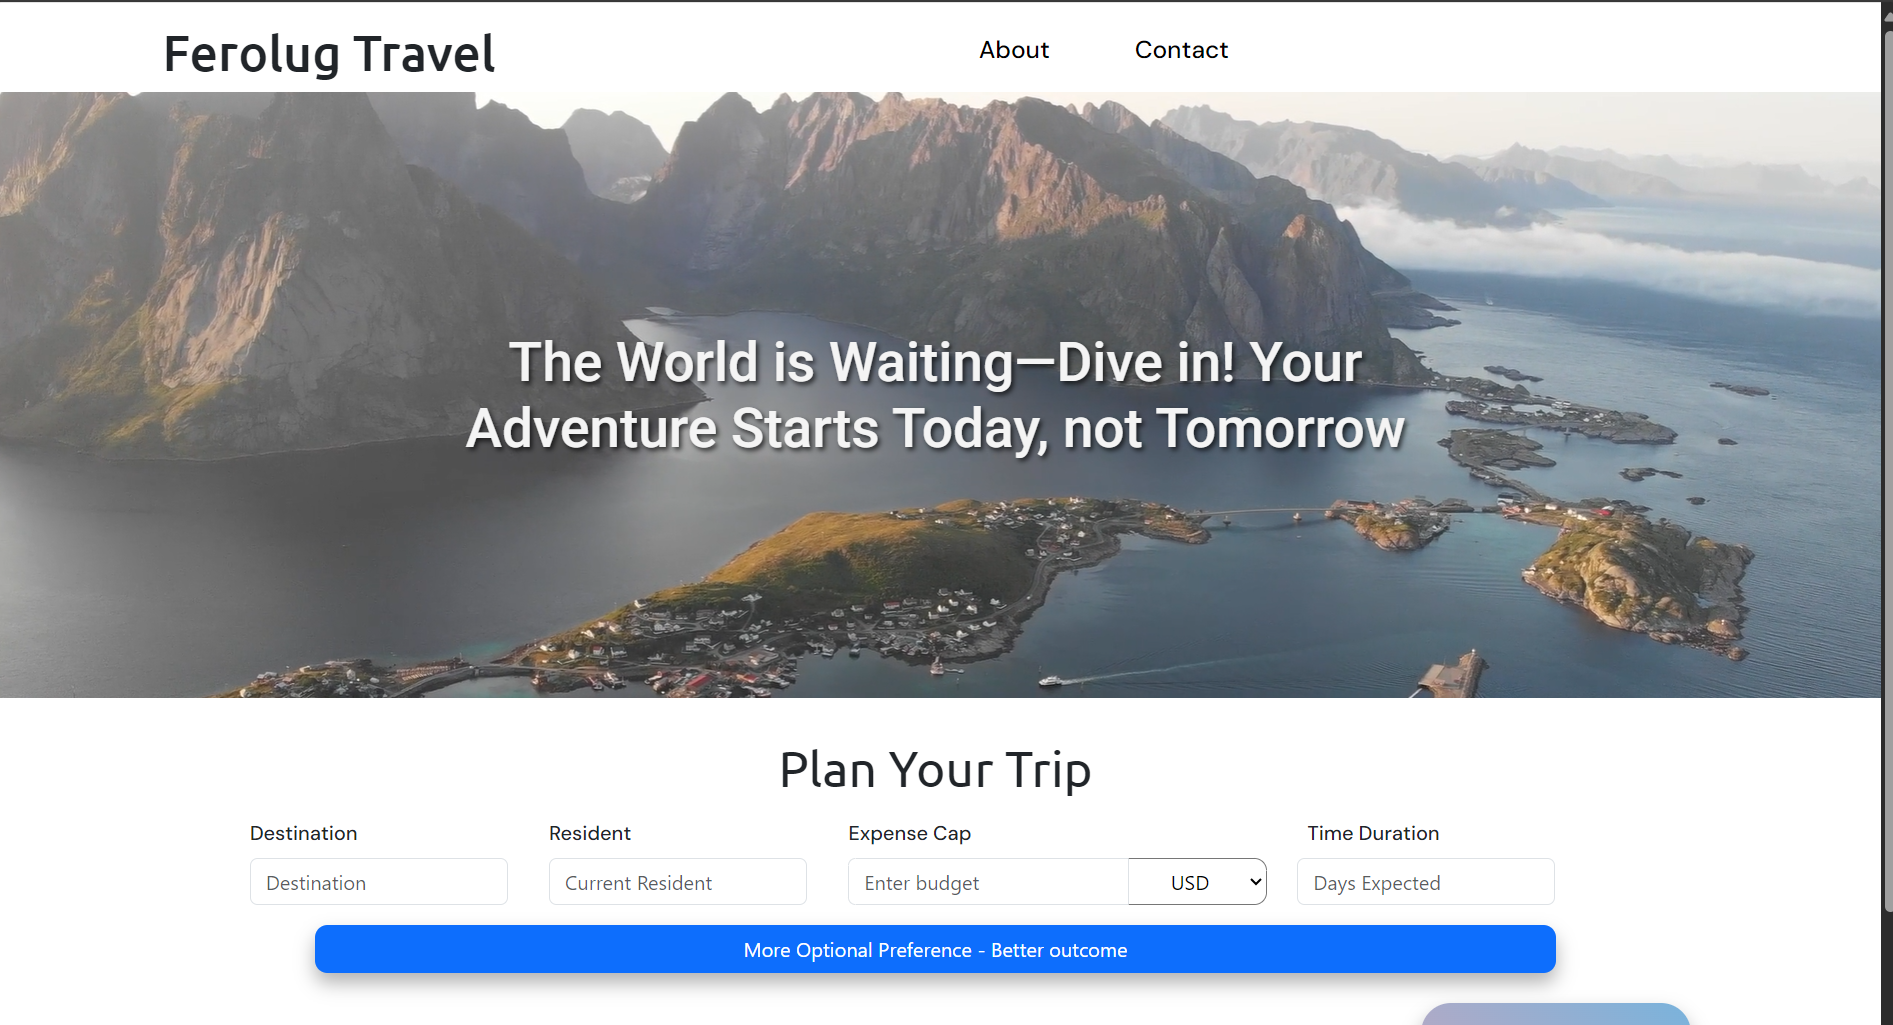 Ferolug Travel
About
Contact
The World is Waiting—Dive in! Your
Adventure Starts Today, not Tomorrow
Plan Your Trip
Destination
Resident
Expense Cap
Time Duration
Destination
Current Resident
Enter budget
USD
Days Expected
More Optional Preference - Better outcome